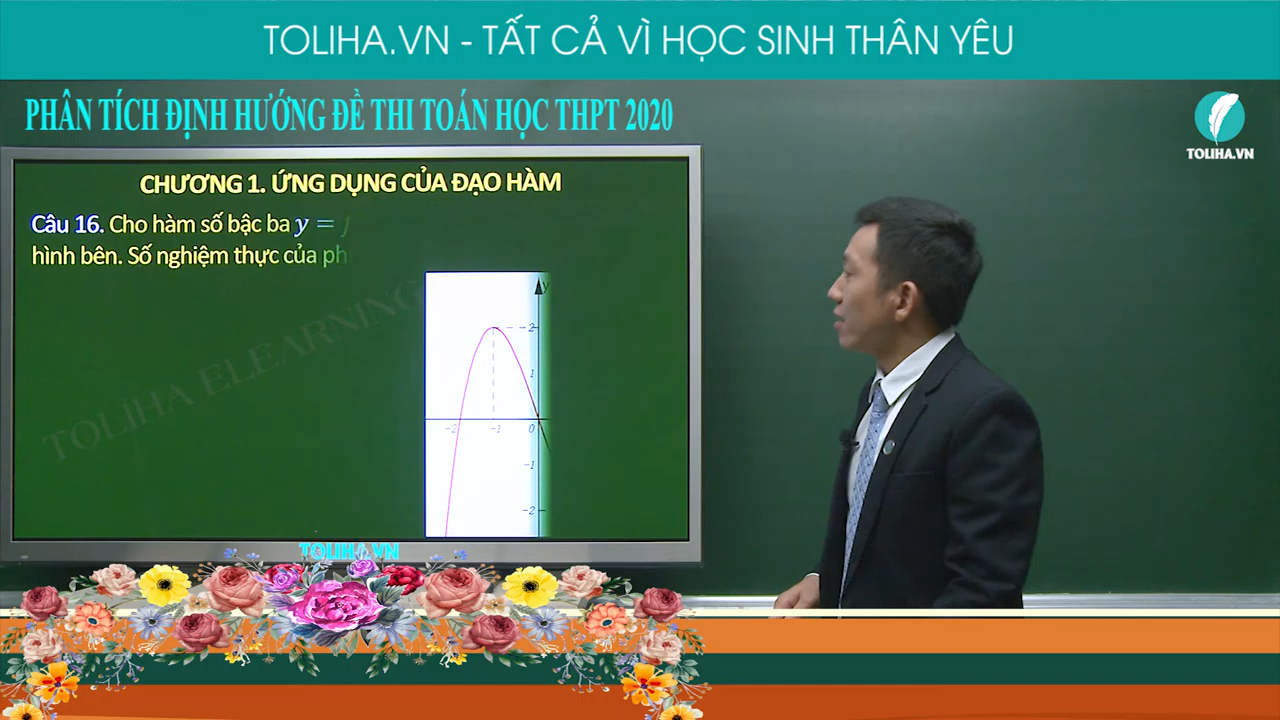 TOLIHA.VN - TẤT CẢ VÌ HỌC SINH THÂN YÊU
PHÂN TÍCH ĐỊNH HƯỚNG ĐỀ THI TOÁN HỌC THPT 2020
TOLIHA.VN
CHƯƠNG 1. ỨNG DỤNG CỦA ĐẠO HÀM
Câu 16. Cho hàm số bậc ba y = f
hình bên. Số nghiệm thực của ph
TOLIHA ELEARNING
y
2
1
-2 -1 0
-1
-2
TOLIHA.VN